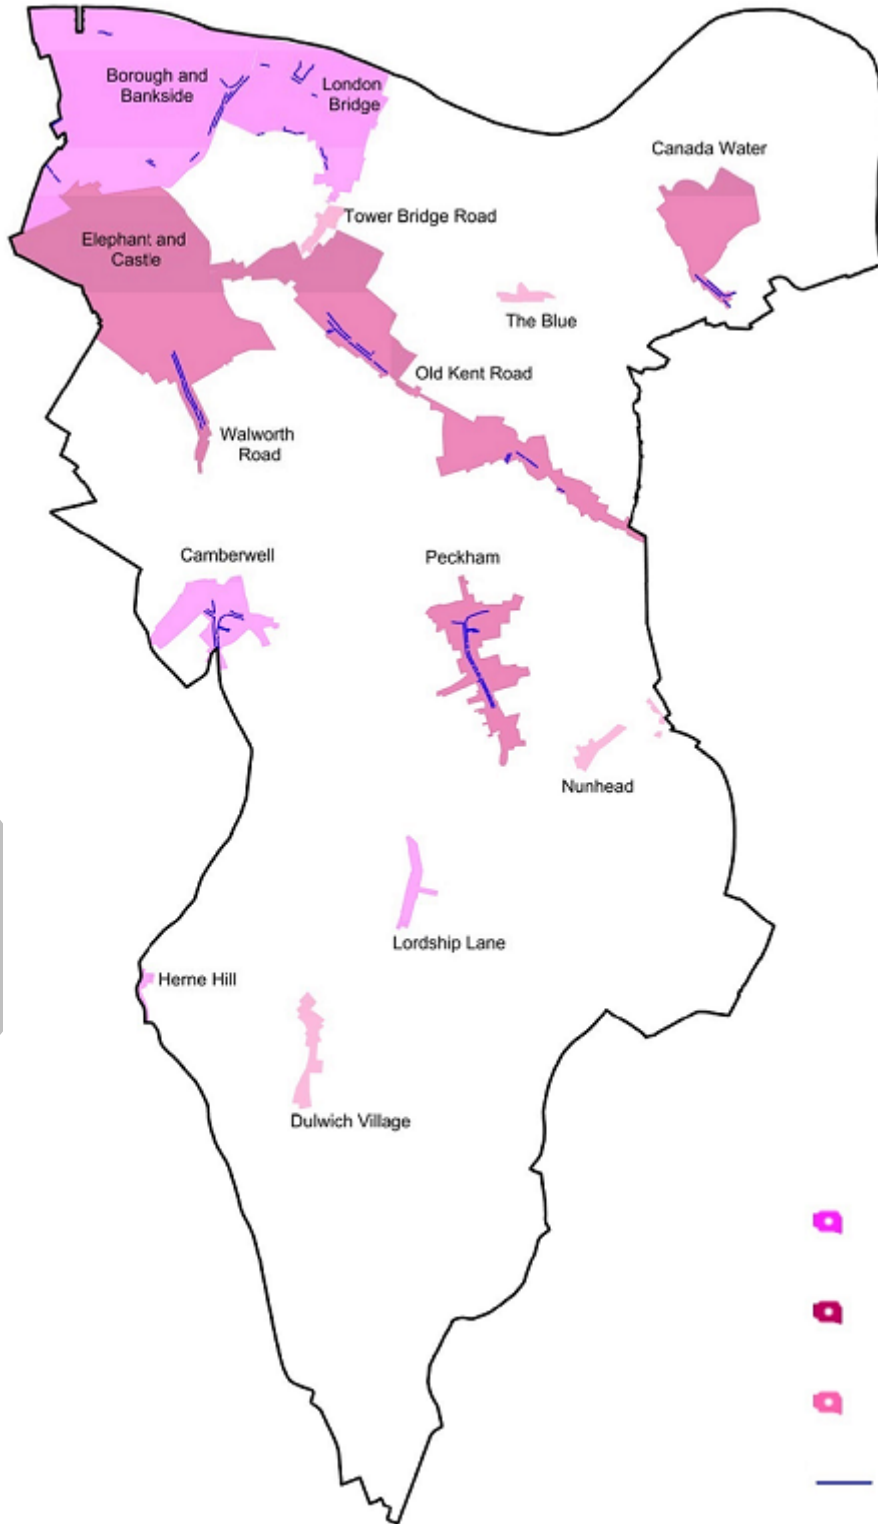 Borough and
Bankside
London
Bridge
Canada Water
Tower Bridge Road
Elephant and
Castle
The Blue
Old Kent Road
Walworth
Road
Camberwell
Peckham
Nunhead
Lordship Lane
Herne Hill
Dulwich Village